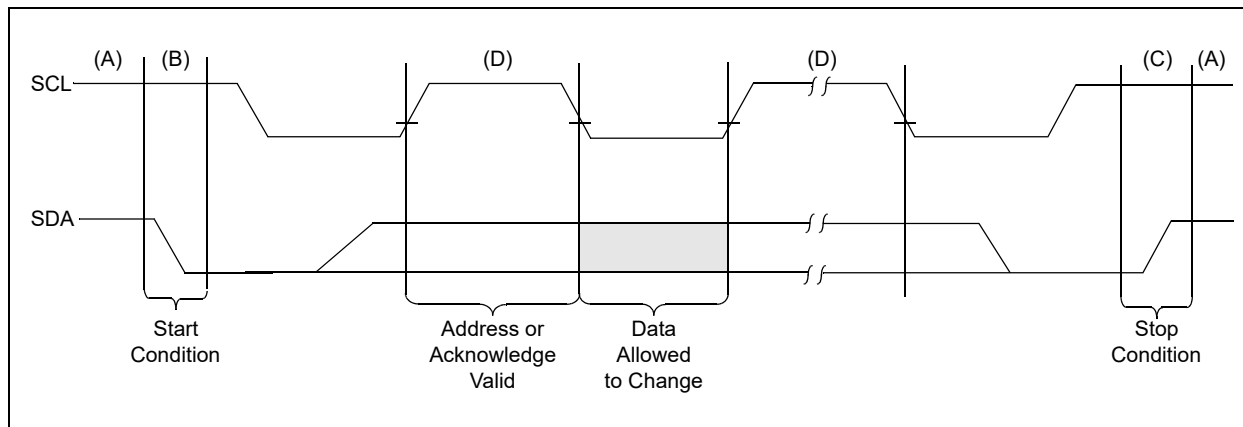 (A) (B) (D) (D) (C) (A)
SCL
SDA
Start
Condition
Address or
Acknowledge
Valid
Data
Allowed
to Change
Stop
Condition